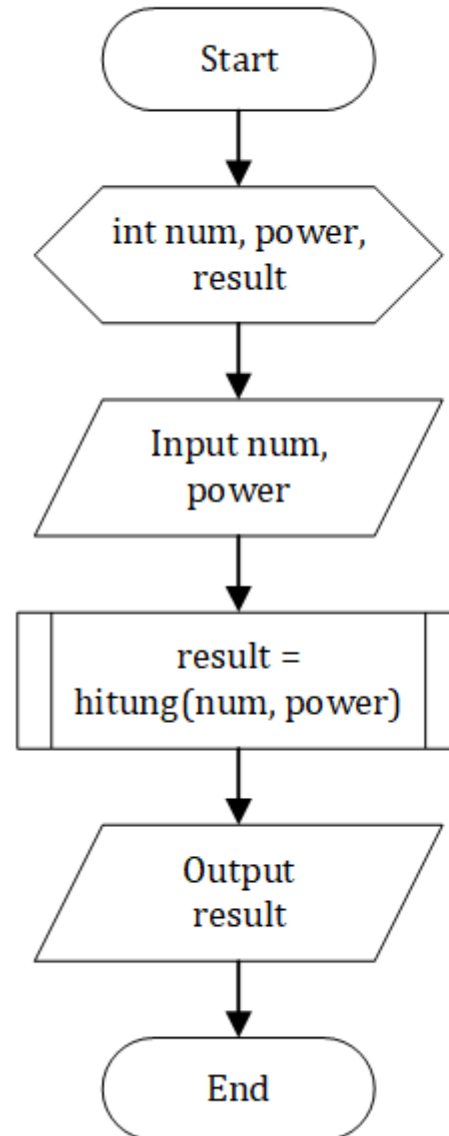 Start
int num, power,
result
Input num,
power
result =
hitung(num, power)
Output
result
End